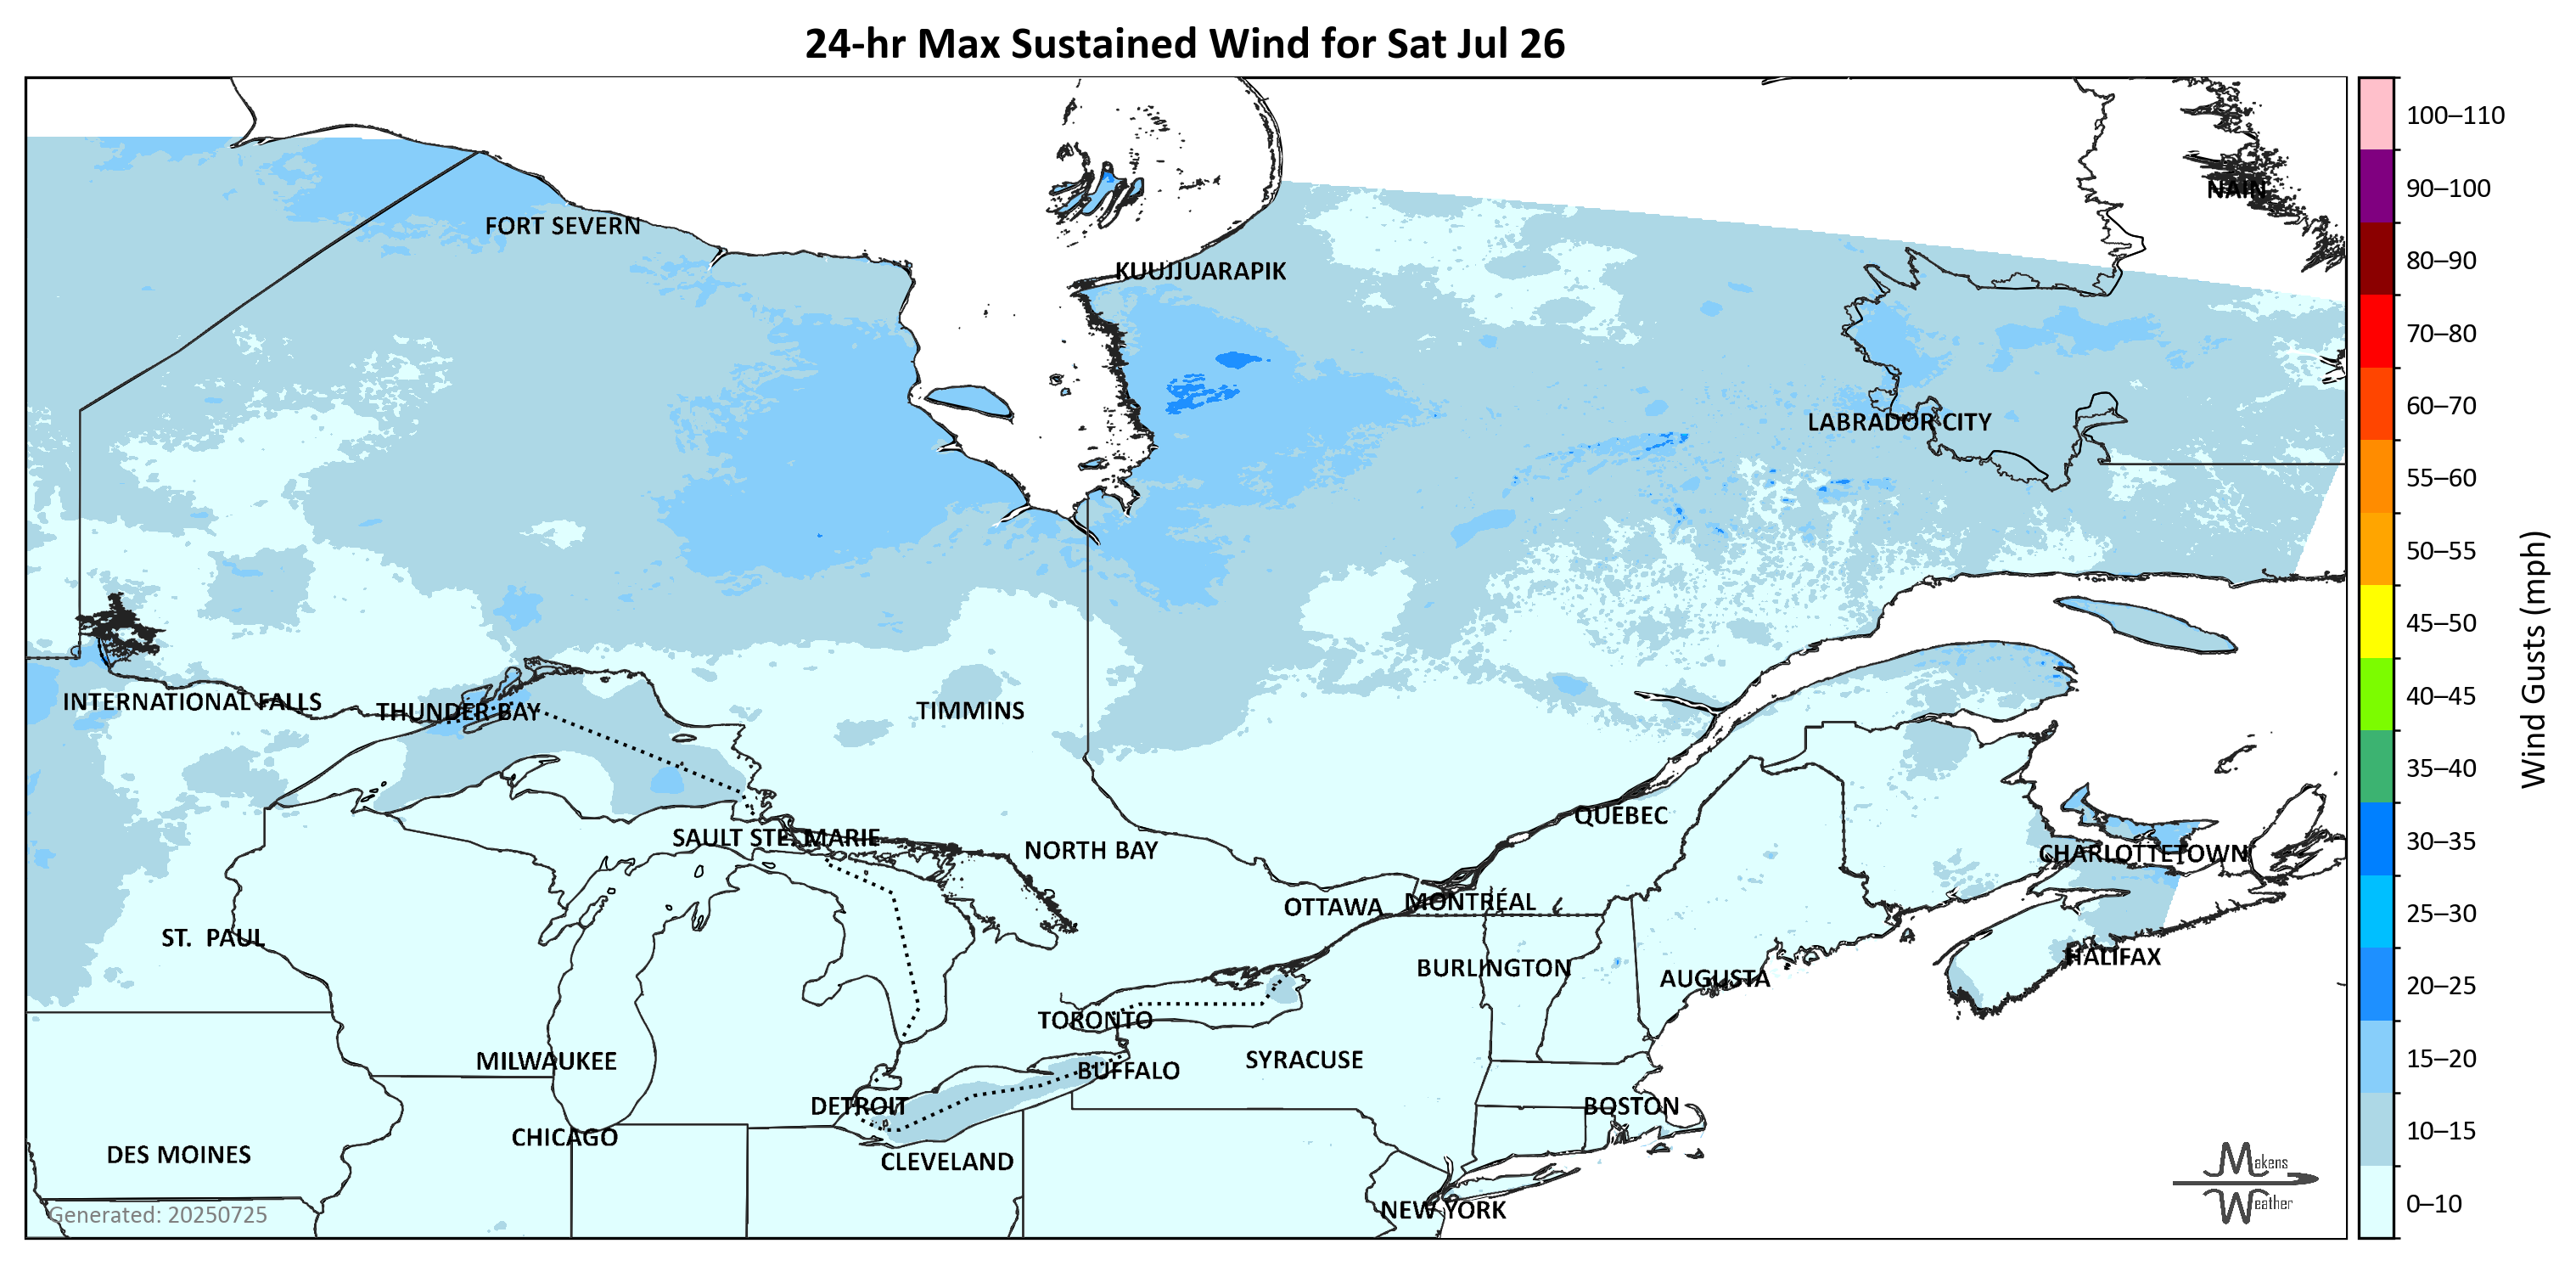 24-hr Max Sustained Wind for Sat Jul 26
100–110
90–100
80–90
70–80
60–70
55–60
50–55
45–50
40–45
35–40
30–35
25–30
20–25
15–20
10–15
0–10
Wind Gusts (mph)
NAIN
FORT SEVERN
KUUJJUARAPIK
LABRADOR CITY
INTERNATIONAL FALLS
THUNDER BAY
TIMMINS
SAULT STE. MARIE
NORTH BAY
QUEBEC
CHARLOTTETOWN
OTTAWA
MONTRÉAL
ST. PAUL
BURLINGTON
AUGUSTA
HALIFAX
TORONTO
MILWAUKEE
BUFFALO
SYRACUSE
DETROIT
BOSTON
CHICAGO
DES MOINES
CLEVELAND
NEW YORK
Generated: 20250725
Makens
Weather